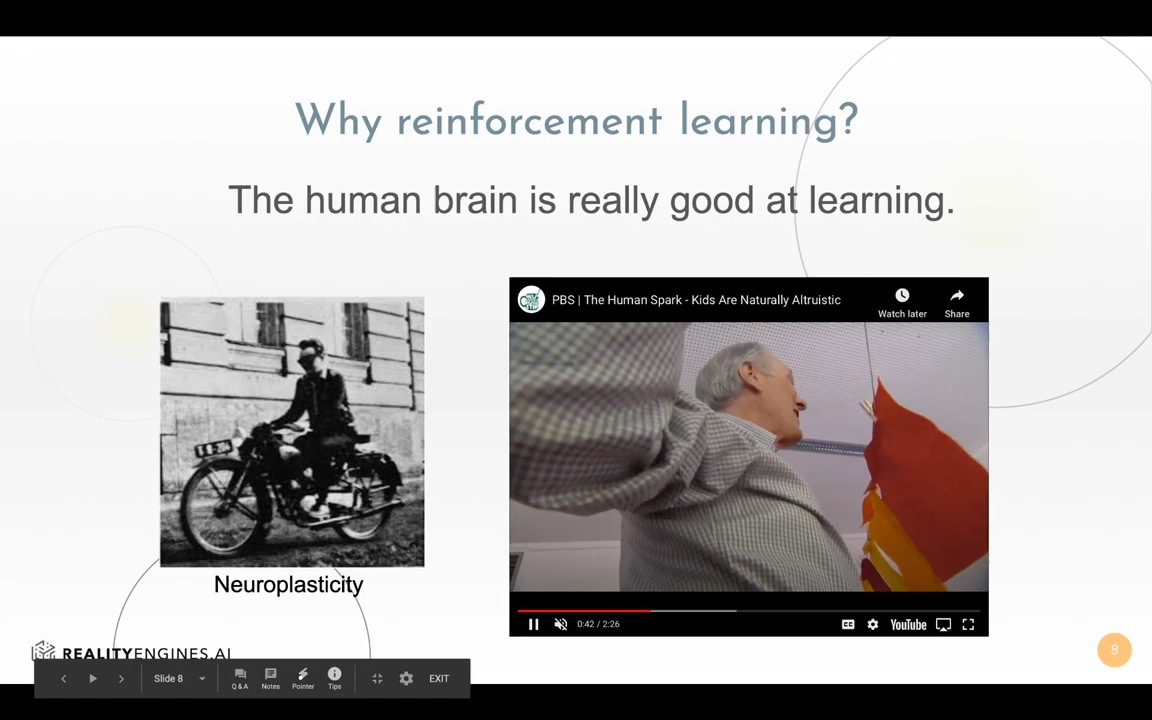 Why reinforcement learning?
The human brain is really good at learning.
PBS | The Human Spark - Kids Are Naturally Altruistic
Watch later
Share
Neuroplasticity
0:42 / 2:26
CC
YouTube
REALITYENGINES.AI
8
Slide 8
Q & A
Notes
Pointer
Tips
EXIT